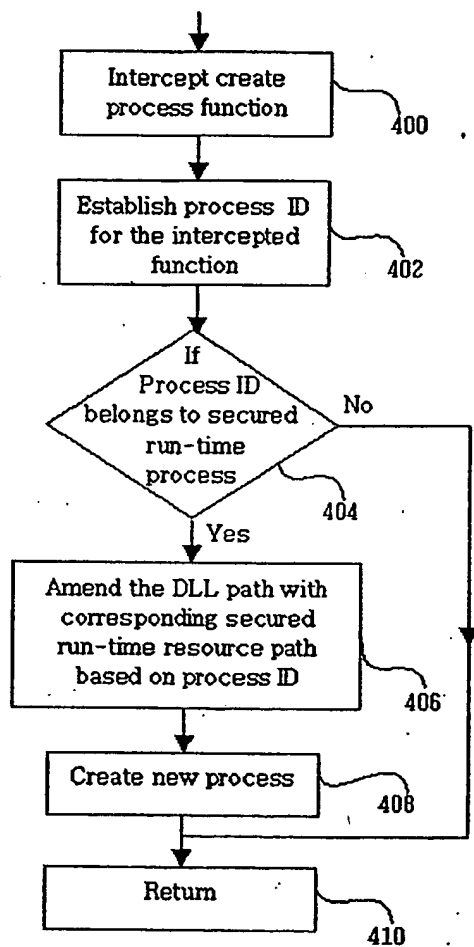 Intercept create
process function
400
Establish process ID
for the intercepted
function
402
If
Process ID
belongs to secured
run-time
process
No
404
Yes
Amend the DLL path with
corresponding secured
run-time resource path
based on process ID
406
Create new process
408
Return
410